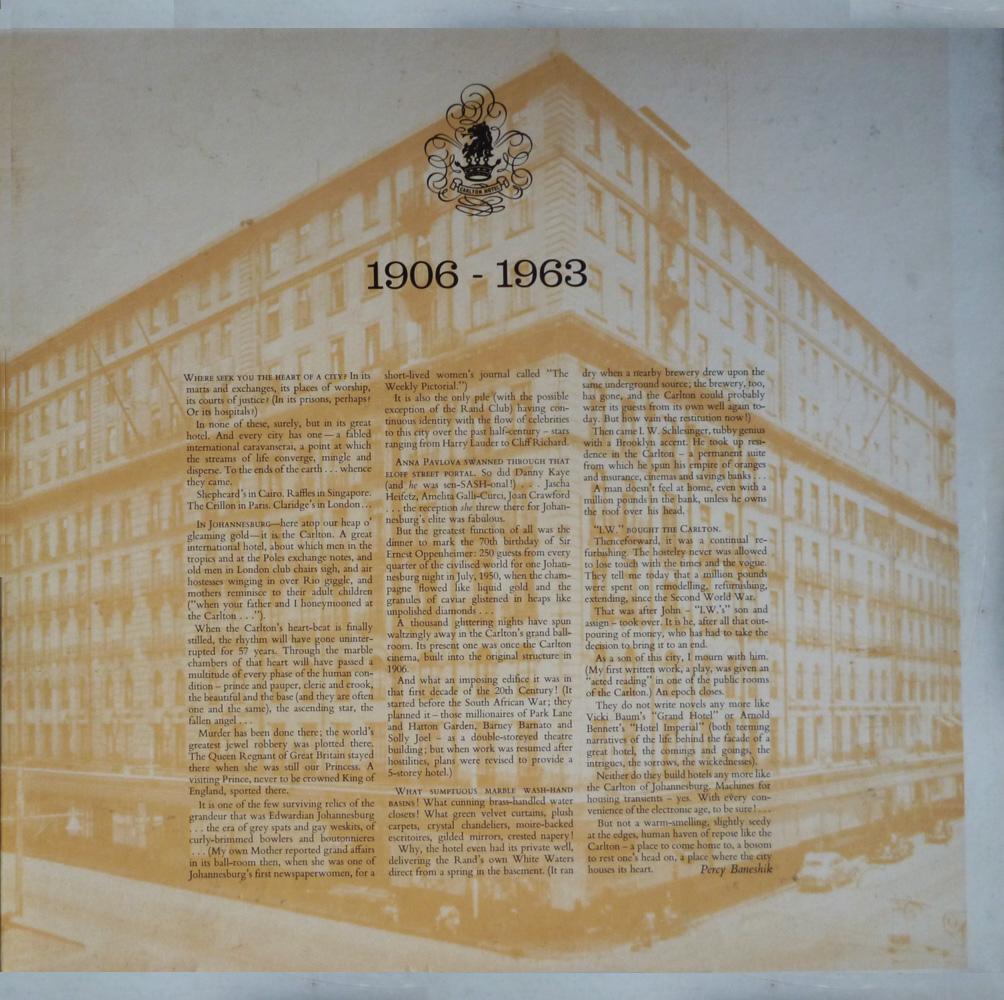 CARLTON HOTEL
1906 - 1963
WHERE SEEK YOU THE HEART OF A CITY? In its
marts and exchanges, its places of worship,
its courts of justice? (In its prisons, perhaps?
Or its hospitals?)
In none of these, surely, but in its great
hotel. And every city has one — a fabled
international caravanserai, a point at which
the streams of life converge, mingle and
disperse. To the ends of the earth . . . whence
they came.
Shepheard's in Cairo. Raffles in Singapore.
The Crillon in Paris. Claridge's in London . . .
IN JOHANNESBURG—here atop our heap o'
gleaming gold—it is the Carlton. A great
international hotel, about which men in the
tropics and at the Poles exchange notes, and
old men in London club chairs sigh, and air
hostesses winging in over Rio giggle, and
mothers reminisce to their adult children
("when your father and I honeymooned at
the Carlton . . .").
When the Carlton's heart-beat is finally
stilled, the rhythm will have gone uninter-
rupted for 57 years. Through the marble
chambers of that heart will have passed a
multitude of every phase of the human con-
dition – prince and pauper, cleric and crook,
the beautiful and the base (and they are often
one and the same), the ascending star, the
fallen angel . . .
Murder has been done there; the world's
greatest jewel robbery was plotted there.
The Queen Regnant of Great Britain stayed
there when she was still our Princess. A
visiting Prince, never to be crowned King of
England, sported there.
It is one of the few surviving relics of the
grandeur that was Edwardian Johannesburg
. . . the era of grey spats and gay weskits, of
curly-brimmed bowlers and boutonnieres
. . . (My own Mother reported grand affairs
in its ball-room then, when she was one of
Johannesburg's first newspaperwomen, for a
short-lived women's journal called "The
Weekly Pictorial.")
It is also the only pile (with the possible
exception of the Rand Club) having con-
tinuous identity with the flow of celebrities
to this city over the past half-century – stars
ranging from Harry Lauder to Cliff Richard.
ANNA PAVLOVA SWANNED THROUGH THAT
ELOFF STREET PORTAL. So did Danny Kaye
(and he was sen-SASH-onal!) . . . Jascha
Heifetz, Amelita Galli-Curci, Joan Crawford
. . . the reception she threw there for Johan-
nesburg's elite was fabulous.
But the greatest function of all was the
dinner to mark the 70th birthday of Sir
Ernest Oppenheimer: 250 guests from every
quarter of the civilised world for one Johan-
nesburg night in July, 1950, when the cham-
pagne flowed like liquid gold and the
granules of caviar glistened in heaps like
unpolished diamonds . . .
A thousand glittering nights have spun
waltzingly away in the Carlton's grand ball-
room. Its present one was once the Carlton
cinema, built into the original structure in
1906.
And what an imposing edifice it was in
that first decade of the 20th Century! (It
started before the South African War; they
planned it – those millionaires of Park Lane
and Hatton Garden, Barney Barnato and
Solly Joel – as a double-storeyed theatre
building; but when work was resumed after
hostilities, plans were revised to provide a
5-storey hotel.)
WHAT SUMPTUOUS MARBLE WASH-HAND
BASINS! What cunning brass-handled water
closets! What green velvet curtains, plush
carpets, crystal chandeliers, moire-backed
escritoires, gilded mirrors, crested napery!
Why, the hotel even had its private well,
delivering the Rand's own White Waters
direct from a spring in the basement. (It ran
dry when a nearby brewery drew upon the
same underground source; the brewery, too,
has gone, and the Carlton could probably
water its guests from its own well again to-
day. But how vain the restitution now!)
Then came I. W. Schlesinger, tubby genius
with a Brooklyn accent. He took up resi-
dence in the Carlton – a permanent suite
from which he spun his empire of oranges
and insurance, cinemas and savings banks . . .
A man doesn't feel at home, even with a
million pounds in the bank, unless he owns
the roof over his head.
"I.W." BOUGHT THE CARLTON.
Thenceforward, it was a continual re-
furbishing. The hostelry never was allowed
to lose touch with the times and the vogue.
They tell me today that a million pounds
were spent on remodelling, refurnishing,
extending, since the Second World War.
That was after John – "I.W.'s" son and
assign – took over. It is he, after all that out-
pouring of money, who has had to take the
decision to bring it to an end.
As a son of this city, I mourn with him.
(My first written work, a play, was given an
"acted reading" in one of the public rooms
of the Carlton.) An epoch closes.
They do not write novels any more like
Vicki Baum's "Grand Hotel" or Arnold
Bennett's "Hotel Imperial" (both teeming
narratives of the life behind the facade of a
great hotel, the comings and goings, the
intrigues, the sorrows, the wickednesses).
Neither do they build hotels any more like
the Carlton of Johannesburg. Machines for
housing transients – yes. With every con-
venience of the electronic age, to be sure! . . .
But not a warm-smelling, slightly seedy
at the edges, human haven of repose like the
Carlton – a place to come home to, a bosom
to rest one's head on, a place where the city
houses its heart. Percy Baneshik